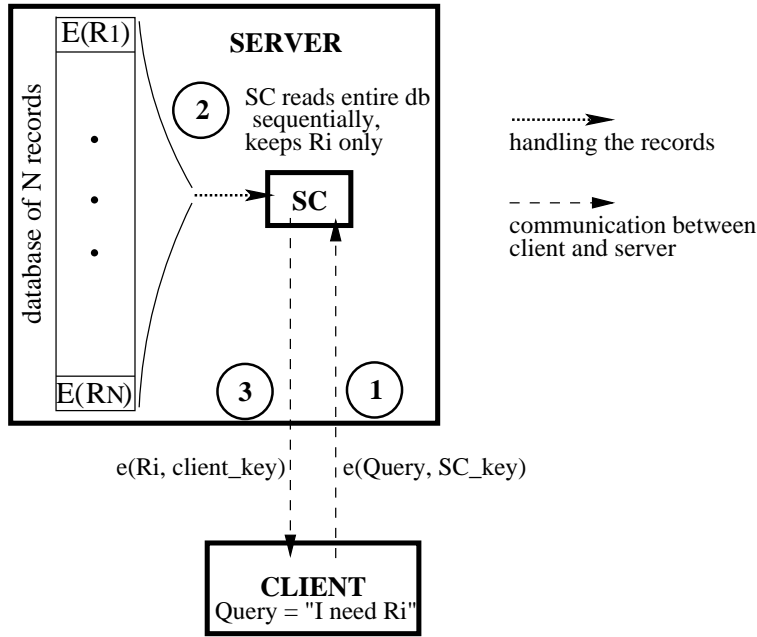 E(R1)
SERVER
database of N records
2
SC reads entire db
sequentially,
keeps Ri only
SC
handling the records
communication between
client and server
E(RN)
3
1
e(Ri, client_key)
e(Query, SC_key)
CLIENT
Query = "I need Ri"